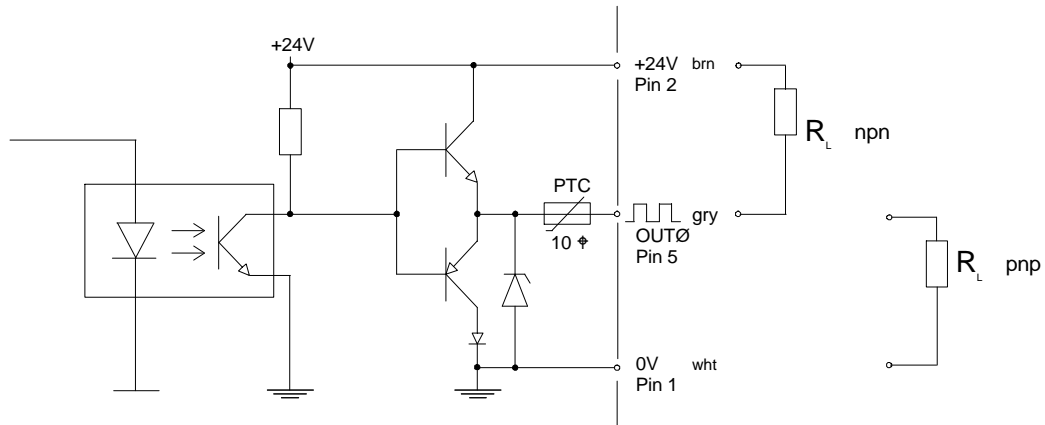 +24V
+24V brn
Pin 2
R L npn
PTC
10 ⌽
gry
OUTØ
Pin 5
R L pnp
0V wht
Pin 1